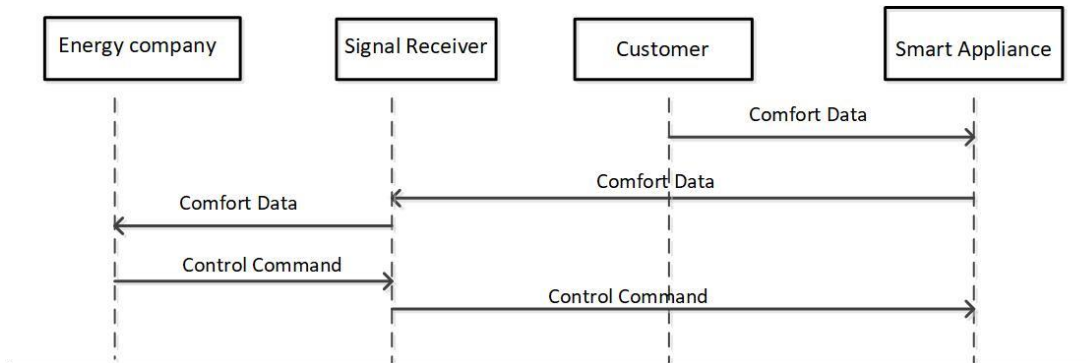 Energy company
Signal Receiver
Customer
Smart Appliance
Comfort Data
Comfort Data
Comfort Data
Control Command
Control Command